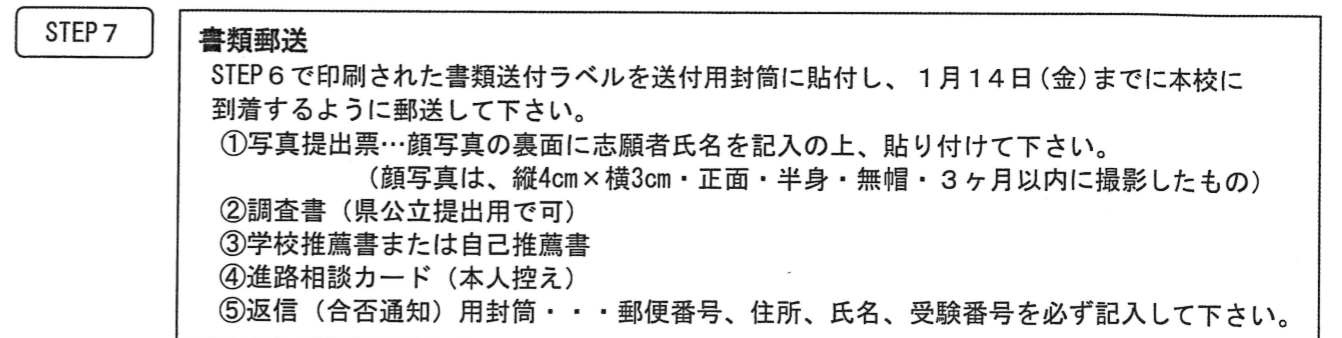 STEP7
書類郵送
STEP6で印刷された書類送付ラベルを送付用封筒に貼付し、1月14日(金)までに本校に
到着するように郵送して下さい。
①写真提出票…顔写真の裏面に志願者氏名を記入の上、貼り付けて下さい。
（顔写真は、縦4cm×横3cm・正面・半身・無帽・３ヶ月以内に撮影したもの）
②調査書（県公立提出用で可）
③学校推薦書または自己推薦書
④進路相談カード（本人控え）
⑤返信（合否通知）用封筒・・・郵便番号、住所、氏名、受験番号を必ず記入して下さい。